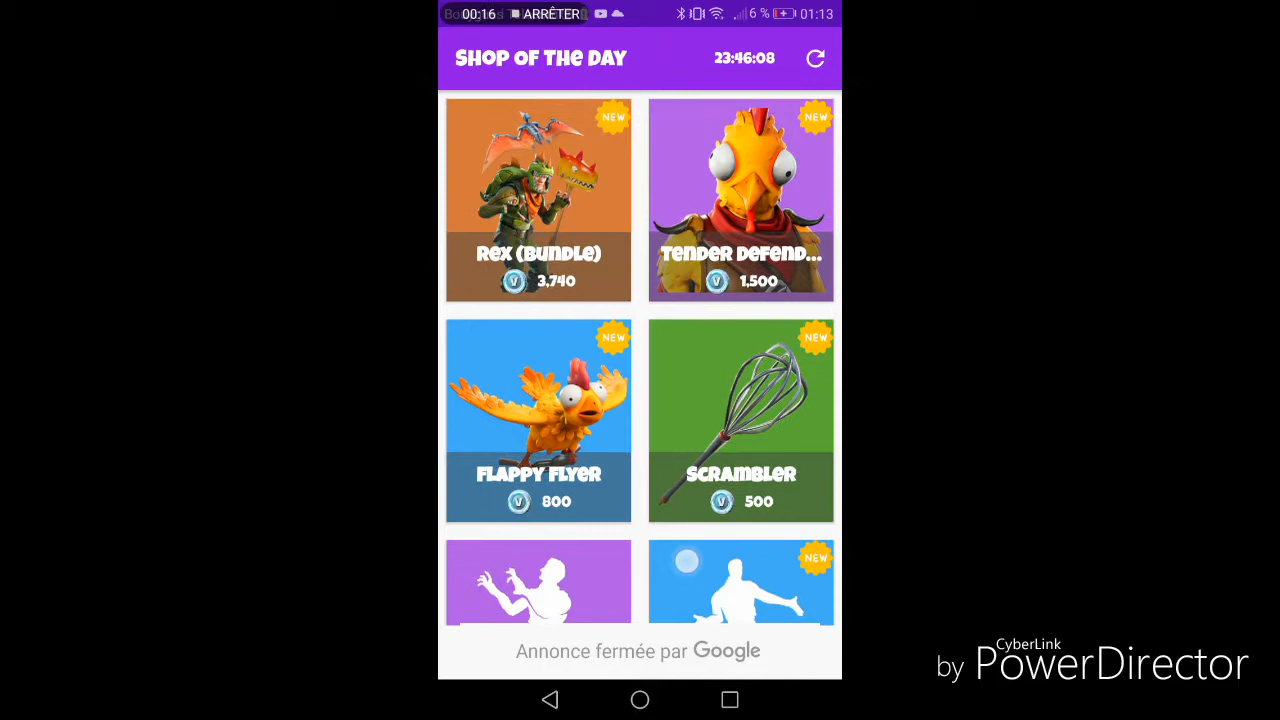 00:16 ARRÊTER 6 % 01:13
SHOP OF THE DAY 23:46:08
NEW
NEW
Rex (Bundle)
V 3,740
Tender Defend...
V 1,500
NEW
NEW
Flappy Flyer
V 800
Scrambler
V 500
NEW
Annonce fermée par Google
CyberLink
by PowerDirector